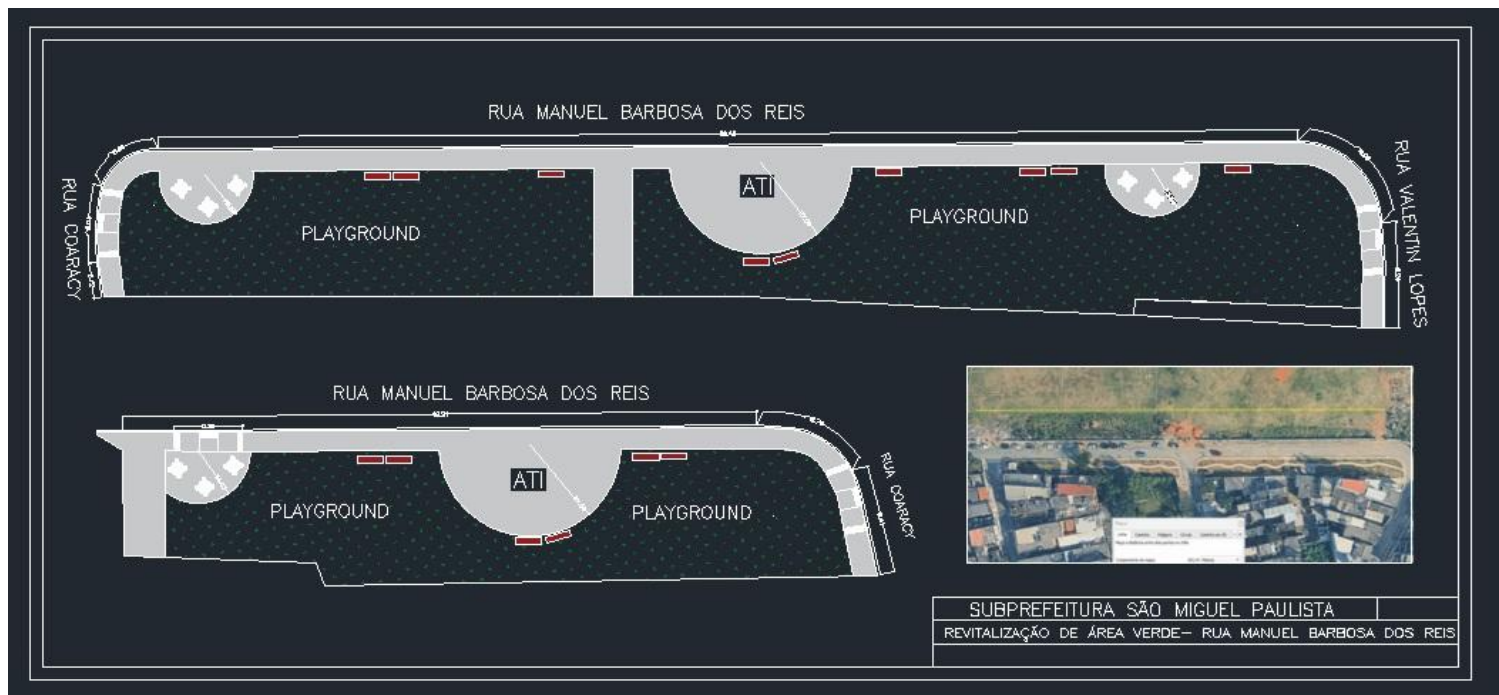 RUA MANUEL BARBOSA DOS REIS
RUA COARACY
PLAYGROUND
ATI
PLAYGROUND
RUA VALENTIN LOPES
RUA MANUEL BARBOSA DOS REIS
PLAYGROUND
ATI
PLAYGROUND
RUA COARACY
SUBPREFEITURA SÃO MIGUEL PAULISTA
REVITALIZAÇÃO DE ÁREA VERDE— RUA MANUEL BARBOSA DOS REIS